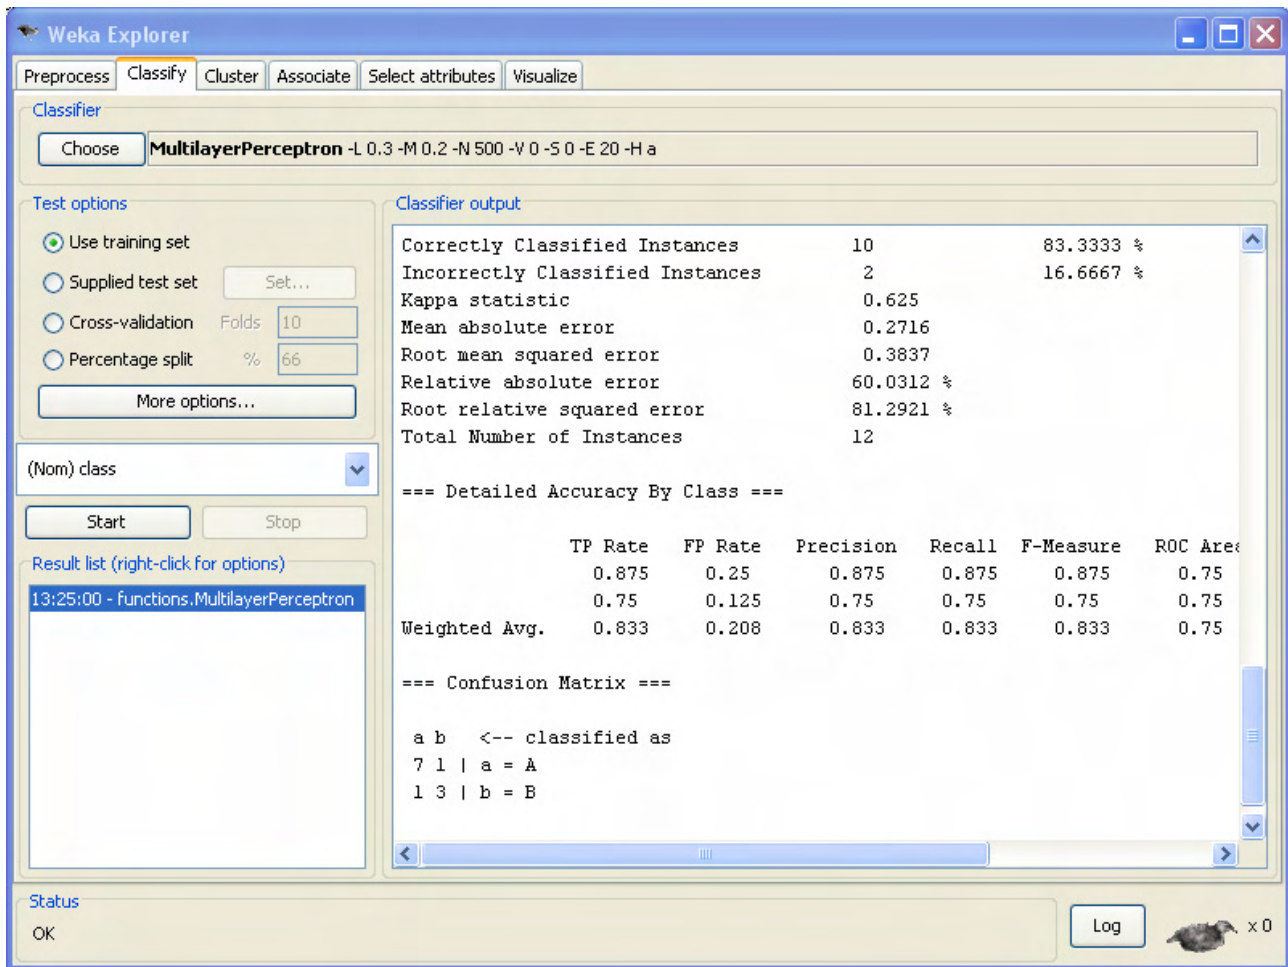 Weka Explorer
Preprocess Classify Cluster Associate Select attributes Visualize
Classifier
Choose MultilayerPerceptron -L 0.3 -M 0.2 -N 500 -V 0 -S 0 -E 20 -H a
Test options
Use training set
Supplied test set Set...
Cross-validation Folds 10
Percentage split % 66
More options...
(Nom) class
Start Stop
Result list (right-click for options)
13:25:00 - functions.MultilayerPerceptron
Classifier output
Correctly Classified Instances 10 83.3333 %
Incorrectly Classified Instances 2 16.6667 %
Kappa statistic 0.625
Mean absolute error 0.2716
Root mean squared error 0.3837
Relative absolute error 60.0312 %
Root relative squared error 81.2921 %
Total Number of Instances 12
=== Detailed Accuracy By Class ===
TP Rate FP Rate Precision Recall F-Measure ROC Area
0.875 0.25 0.875 0.875 0.875 0.75
0.75 0.125 0.75 0.75 0.75 0.75
Weighted Avg. 0.833 0.208 0.833 0.833 0.833 0.75
=== Confusion Matrix ===
a b <-- classified as
7 1 | a = A
1 3 | b = B
Status
OK
Log
x 0